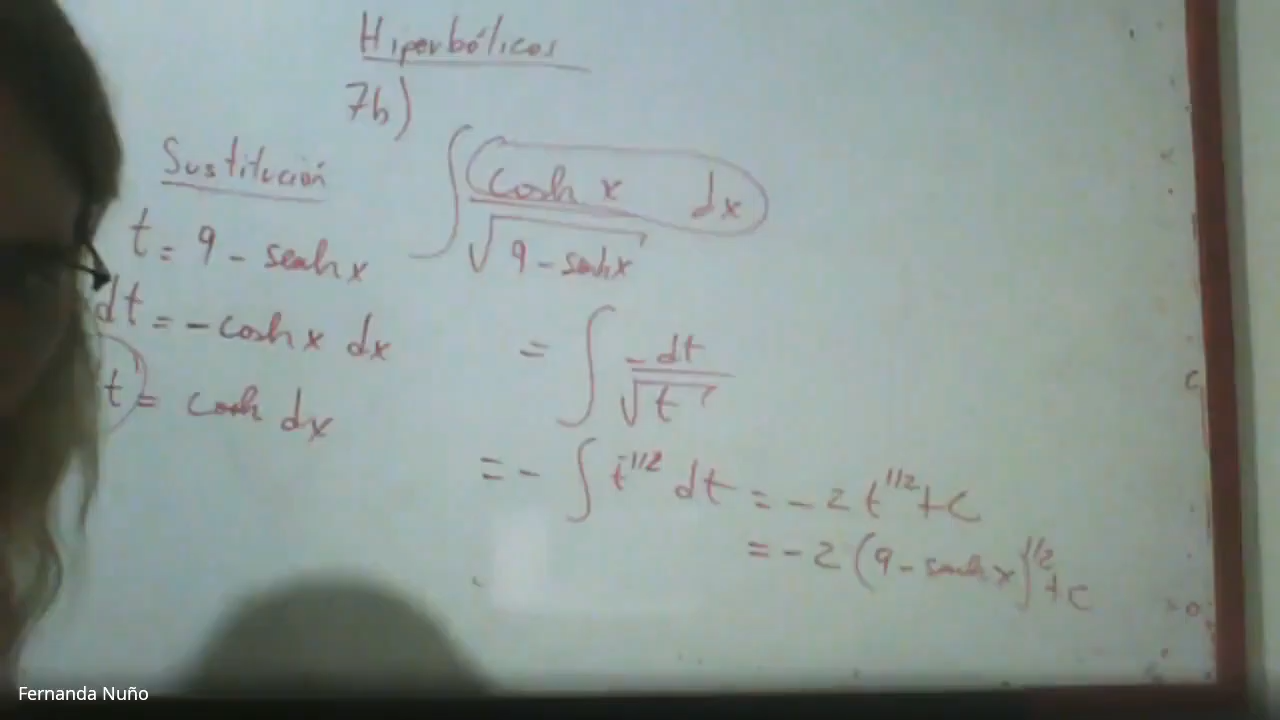 Hiperbólicos
7b)
Sustitución
∫ cosh x dx / √(9 - senh x)
t = 9 - senh x
dt = - cosh x dx
t = cosh dx
= ∫ -dt / √t
= - ∫ t^-1/2 dt = -2 t^1/2 + C
= -2 (9 - senh x)^1/2 + C
Fernanda Nuño